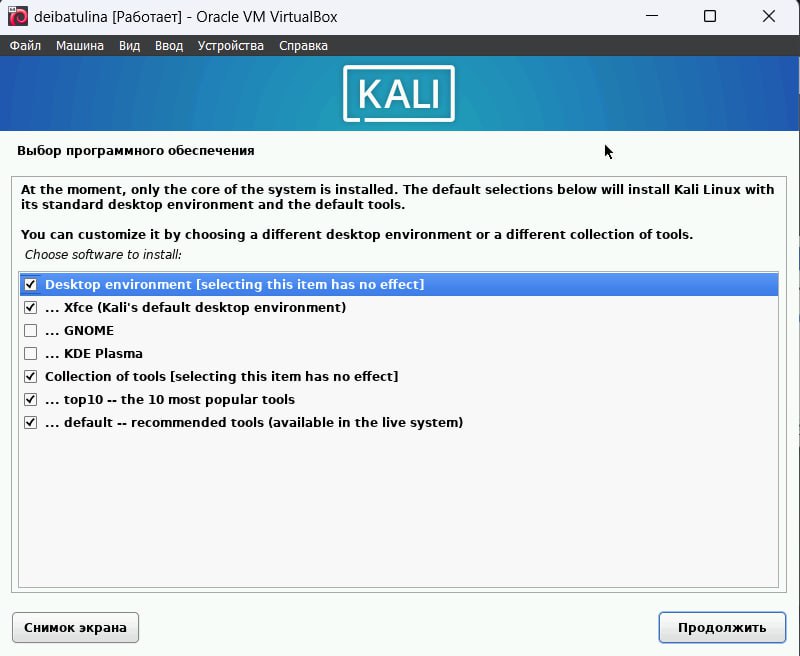 deibatulina [Работает] - Oracle VM VirtualBox
Файл Машина Вид Ввод Устройства Справка
KALI
Выбор программного обеспечения
At the moment, only the core of the system is installed. The default selections below will install Kali Linux with
its standard desktop environment and the default tools.
You can customize it by choosing a different desktop environment or a different collection of tools.
Choose software to install:
Desktop environment [selecting this item has no effect]
... Xfce (Kali's default desktop environment)
... GNOME
... KDE Plasma
Collection of tools [selecting this item has no effect]
... top10 -- the 10 most popular tools
... default -- recommended tools (available in the live system)
Снимок экрана
Продолжить